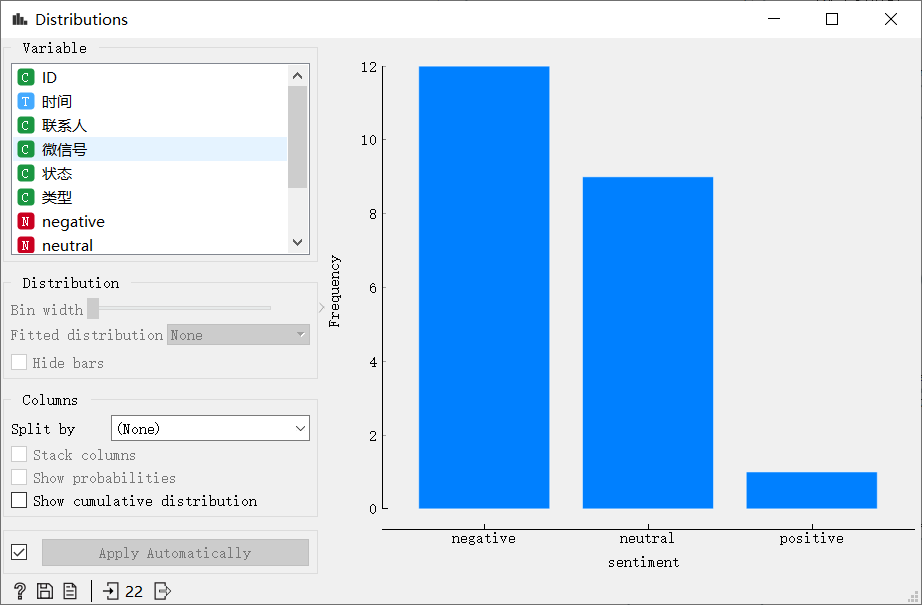 Distributions
Variable
C ID
T 时间
C 联系人
C 微信号
C 状态
C 类型
N negative
N neutral
Distribution
Bin width
Fitted distribution None
Hide bars
Columns
Split by (None)
Stack columns
Show probabilities
Show cumulative distribution
Apply Automatically
? 22
12
10
8
6
4
2
0
Frequency
negative neutral positive
sentiment